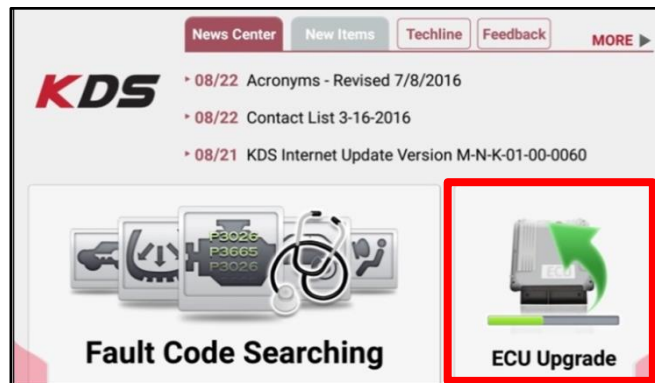 News Center New Items Techline Feedback MORE
KDS
08/22 Acronyms - Revised 7/8/2016
08/22 Contact List 3-16-2016
08/21 KDS Internet Update Version M-N-K-01-00-0060
P3026
P3665
P3026
ECU
Fault Code Searching
ECU Upgrade